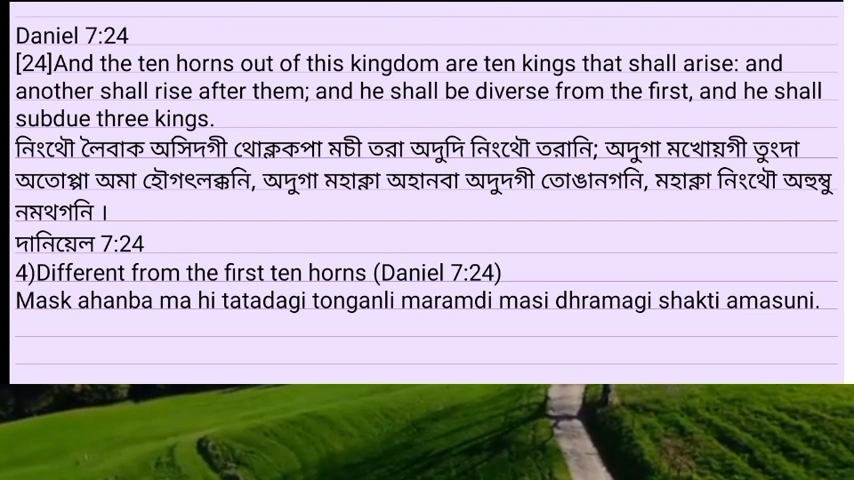 Daniel 7:24
[24]And the ten horns out of this kingdom are ten kings that shall arise: and
another shall rise after them; and he shall be diverse from the first, and he shall
subdue three kings.
নিংথৌ লৈবাক অসিদগী থোক্লকপা মচী তরা অদুদি নিংথৌ তরানি; অদুগা মখোয়গী তুংদা
অতোপ্পা অমা হৌগৎলক্কনি, অদুগা মহাক্না অহানবা অদুদগী তোঙানগনি, মহাক্না নিংথৌ অহুম্বু
নমথগনি ।
দানিয়েল 7:24
4)Different from the first ten horns (Daniel 7:24)
Mask ahanba ma hi tatadagi tonganli maramdi masi dhramagi shakti amasuni.